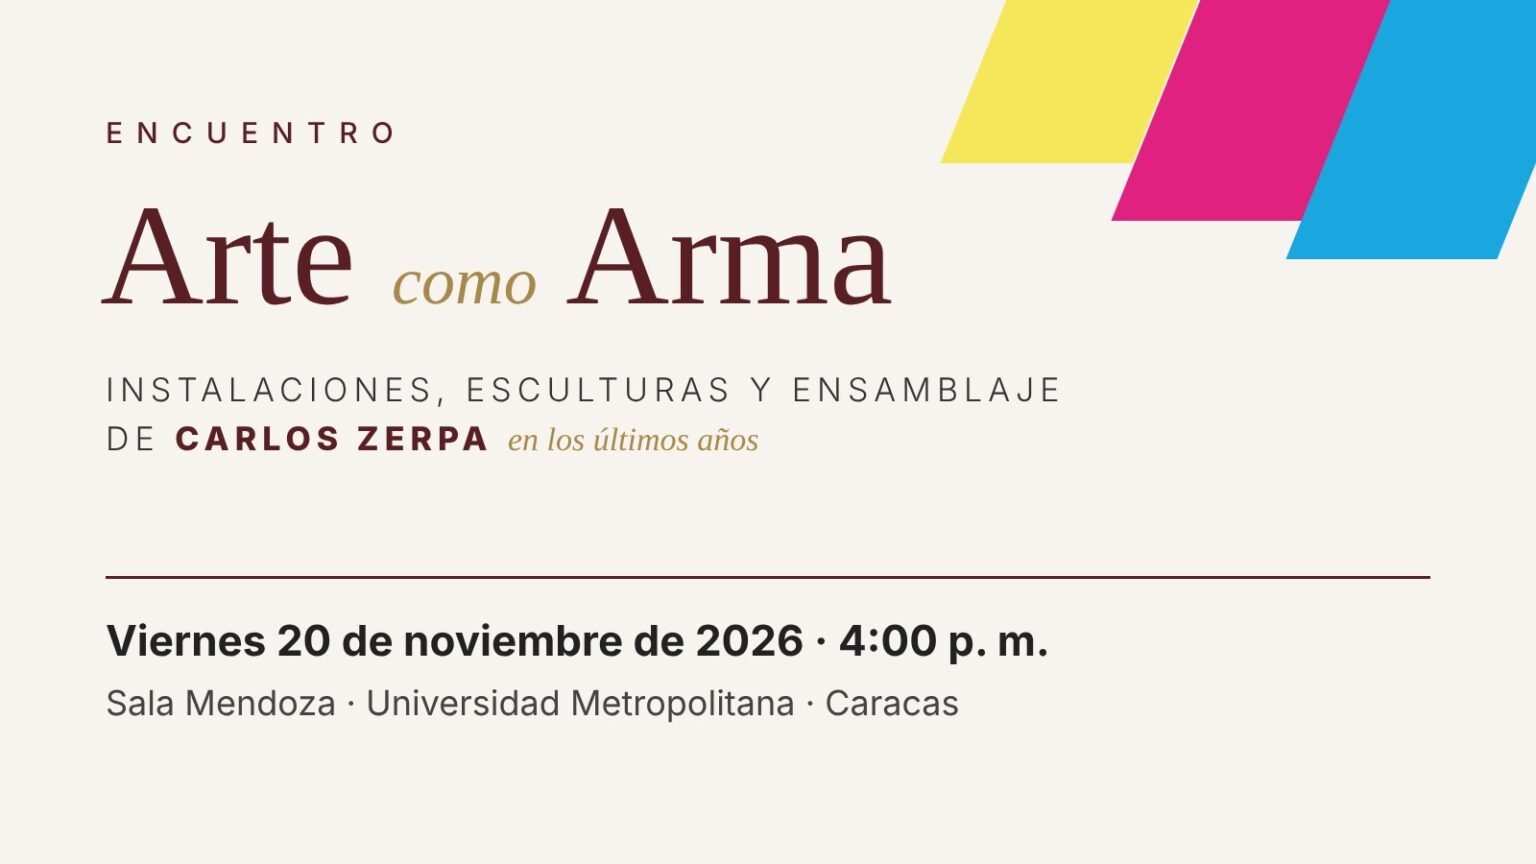 ENCUENTRO
Arte como Arma
INSTALACIONES, ESCULTURAS Y ENSAMBLAJE
DE CARLOS ZERPA en los últimos años
Viernes 20 de noviembre de 2026 · 4:00 p. m.
Sala Mendoza · Universidad Metropolitana · Caracas